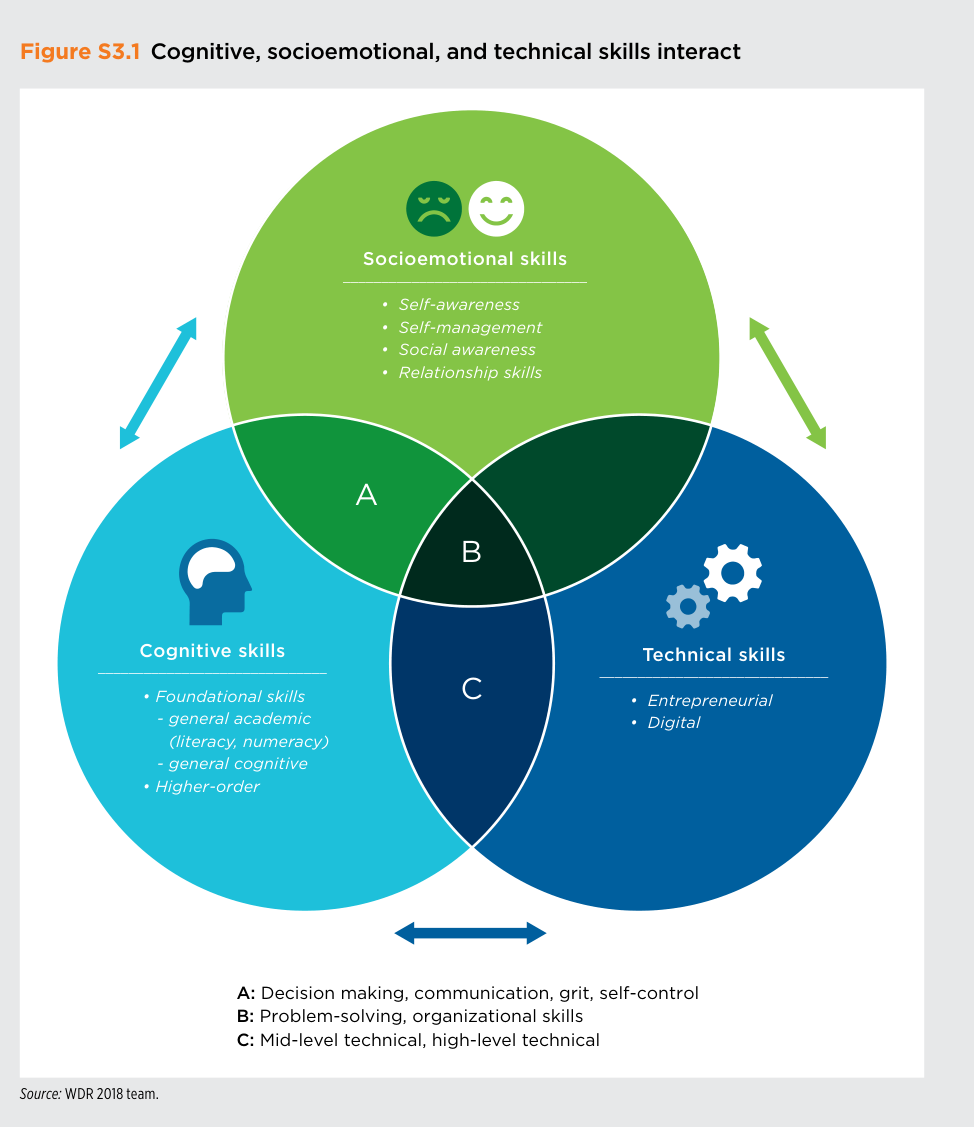 Figure S3.1 Cognitive, socioemotional, and technical skills interact
Socioemotional skills
• Self-awareness
• Self-management
• Social awareness
• Relationship skills
A
B
C
Cognitive skills
• Foundational skills
- general academic
(literacy, numeracy)
- general cognitive
• Higher-order
Technical skills
• Entrepreneurial
• Digital
A: Decision making, communication, grit, self-control
B: Problem-solving, organizational skills
C: Mid-level technical, high-level technical
Source: WDR 2018 team.